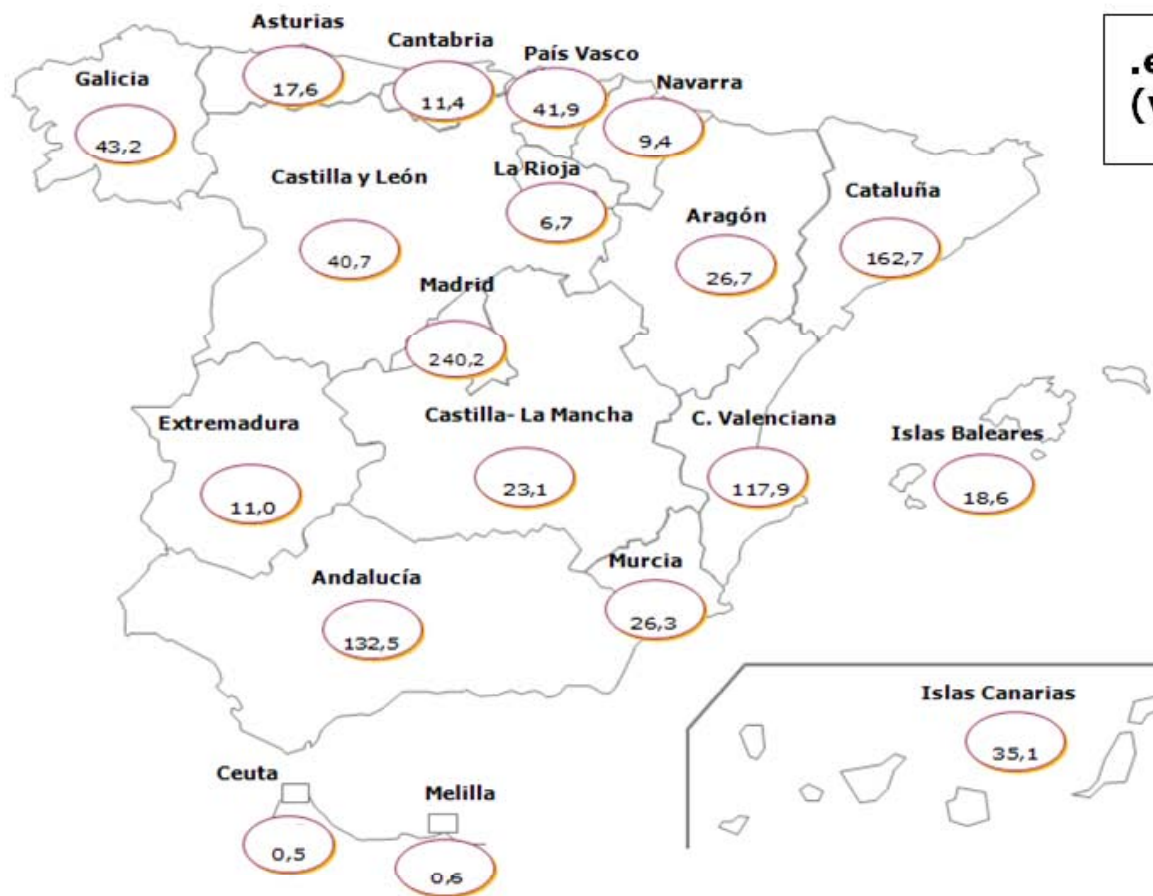 Asturias
17,6
Cantabria
11,4
País Vasco
41,9
Navarra
9,4
Galicia
43,2
.e
(v
Castilla y León
40,7
La Rioja
6,7
Aragón
26,7
Cataluña
162,7
Madrid
240,2
Extremadura
11,0
Castilla- La Mancha
23,1
C. Valenciana
117,9
Islas Baleares
18,6
Andalucía
132,5
Murcia
26,3
Islas Canarias
35,1
Ceuta
0,5
Melilla
0,6